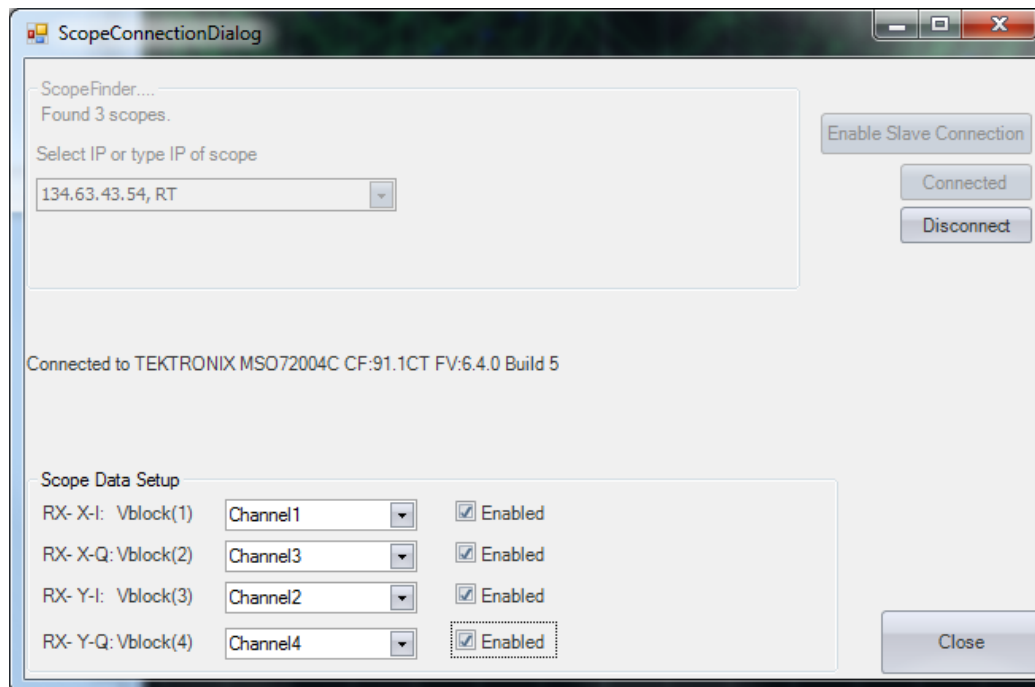 ScopeConnectionDialog
ScopeFinder....
Found 3 scopes.
Select IP or type IP of scope
134.63.43.54, RT
Enable Slave Connection
Connected
Disconnect
Connected to TEKTRONIX MSO72004C CF:91.1CT FV:6.4.0 Build 5
Scope Data Setup
RX- X-I: Vblock(1) Channel1 Enabled
RX- X-Q: Vblock(2) Channel3 Enabled
RX- Y-I: Vblock(3) Channel2 Enabled
RX- Y-Q: Vblock(4) Channel4 Enabled
Close